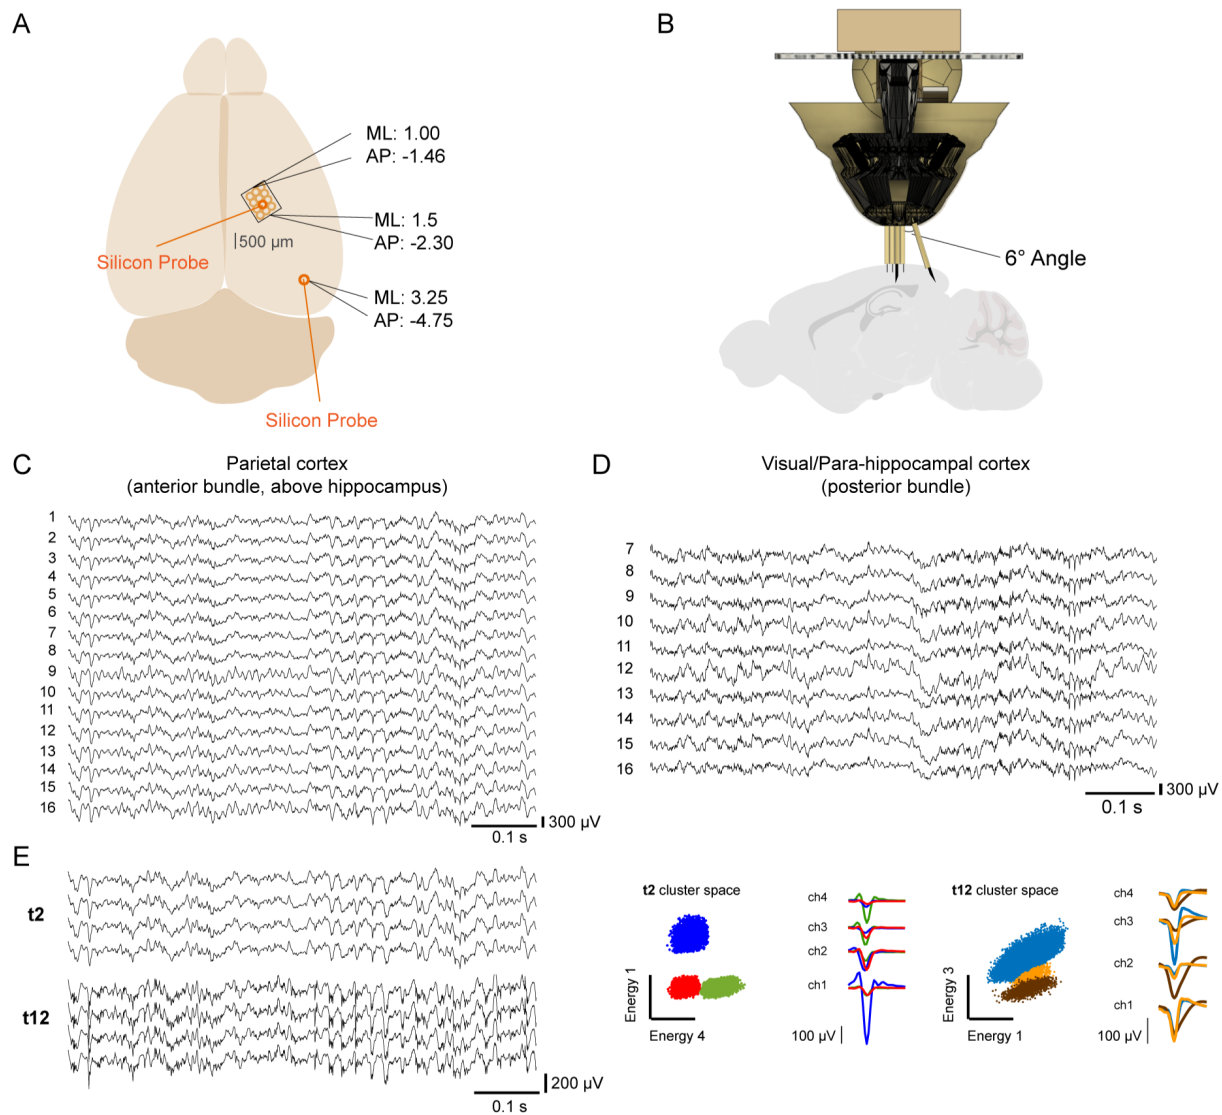 A
ML: 1.00
AP: -1.46
ML: 1.5
AP: -2.30
500 µm
Silicon Probe
ML: 3.25
AP: -4.75
Silicon Probe
B
6° Angle
C
Parietal cortex
(anterior bundle, above hippocampus)
1
2
3
4
5
6
7
8
9
10
11
12
13
14
15
16
300 µV
0.1 s
D
Visual/Para-hippocampal cortex
(posterior bundle)
7
8
9
10
11
12
13
14
15
16
300 µV
0.1 s
E
t2
t12
200 µV
0.1 s
t2 cluster space
Energy 1
Energy 4
ch4
ch3
ch2
ch1
100 µV
t12 cluster space
Energy 3
Energy 1
ch4
ch3
ch2
ch1
100 µV